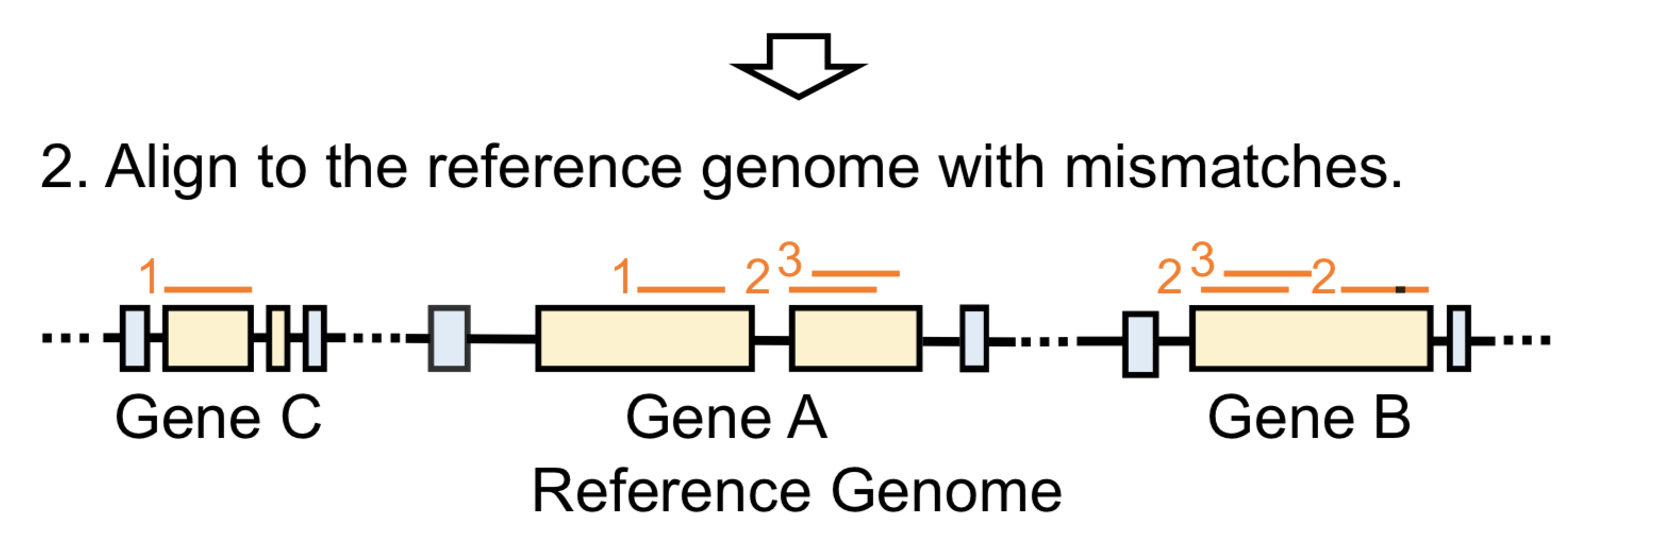 2. Align to the reference genome with mismatches.
1 1 2 3 2 3 2
Gene C Gene A Gene B
Reference Genome